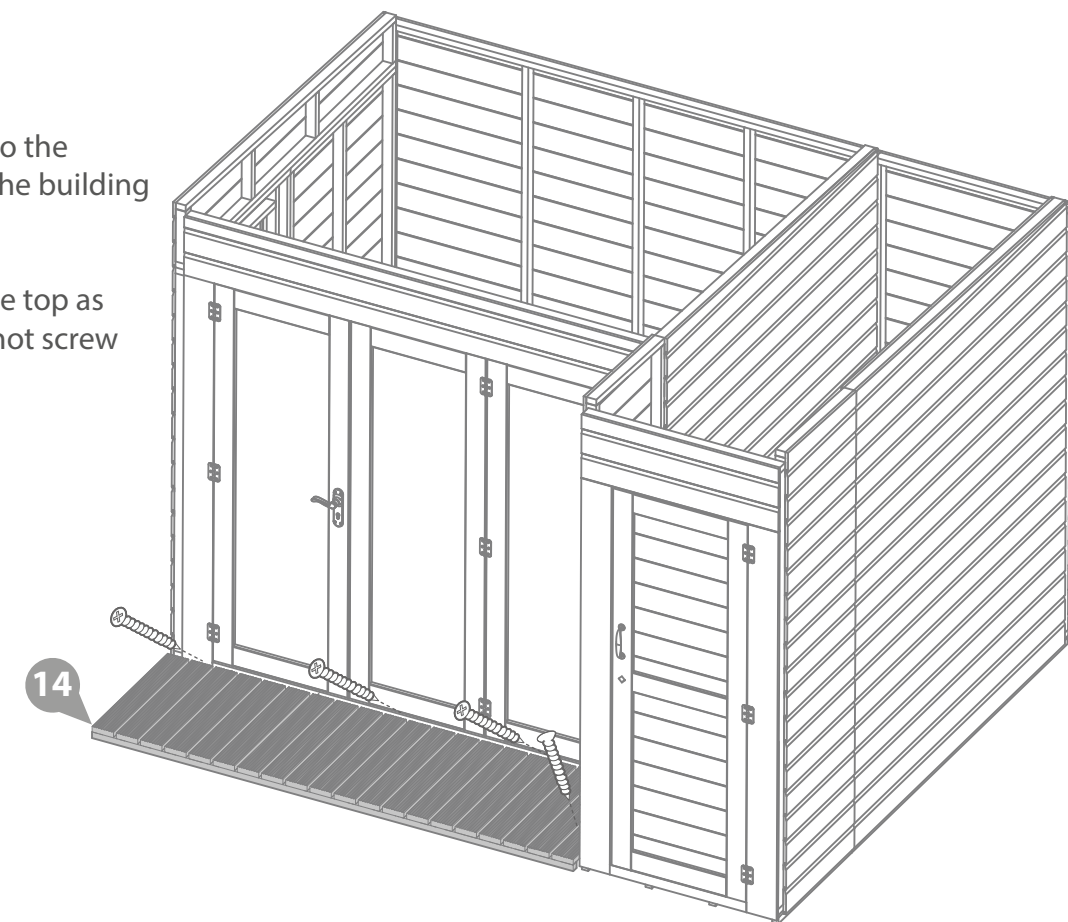 o the
he building
e top as
not screw
14